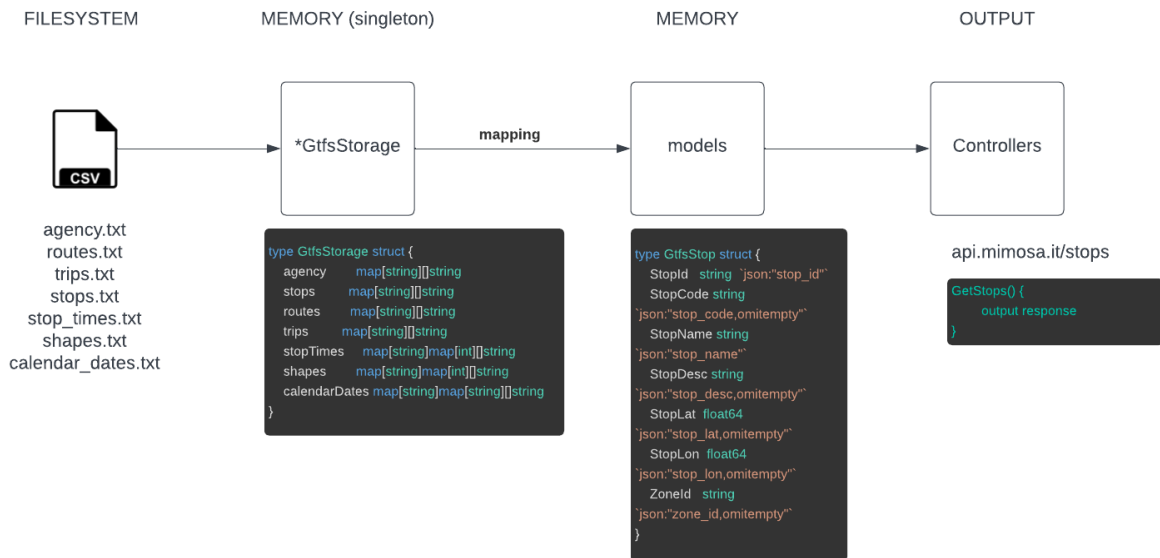 FILESYSTEM
MEMORY (singleton)
MEMORY
OUTPUT
CSV
*GtfsStorage
mapping
models
Controllers
agency.txt
routes.txt
trips.txt
stops.txt
stop_times.txt
shapes.txt
calendar_dates.txt
type GtfsStorage struct {
agency map[string][]string
stops map[string][]string
routes map[string][]string
trips map[string][]string
stopTimes map[string]map[int][]string
shapes map[string]map[int][]string
calendarDates map[string]map[string][]string
}
type GtfsStop struct {
StopId string `json:"stop_id"`
StopCode string
`json:"stop_code,omitempty"`
StopName string
`json:"stop_name"`
StopDesc string
`json:"stop_desc,omitempty"`
StopLat float64
`json:"stop_lat,omitempty"`
StopLon float64
`json:"stop_lon,omitempty"`
ZoneId string
`json:"zone_id,omitempty"`
}
api.mimosa.it/stops
GetStops() {
output response
}